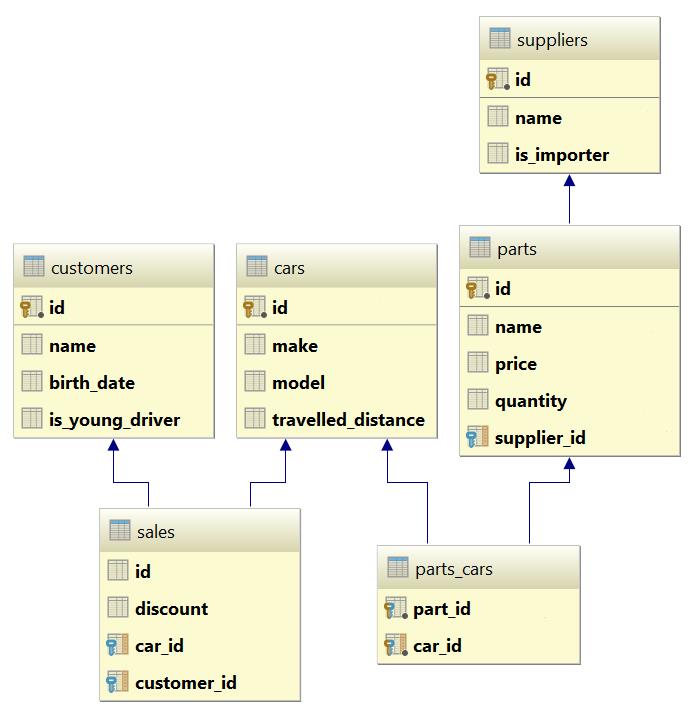 suppliers
id
name
is_importer
customers
id
name
birth_date
is_young_driver
cars
id
make
model
travelled_distance
parts
id
name
price
quantity
supplier_id
sales
id
discount
car_id
customer_id
parts_cars
part_id
car_id